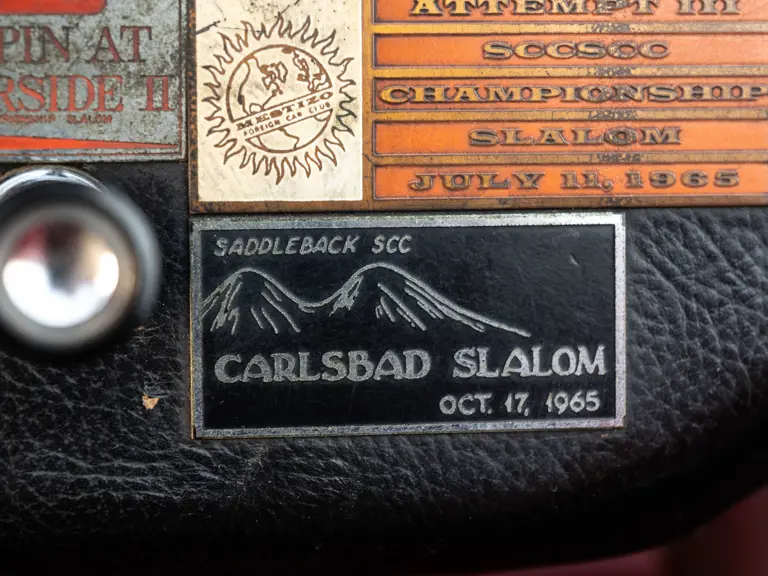 PIN AT
RSIDE II
SLALOM
MESTIZO
FOREIGN CAR CLUB
ATTEMPT III
SCCSCC
CHAMPIONSHIP
SLALOM
JULY 11, 1965
SADDLEBACK SCC
CARLSBAD SLALOM
OCT. 17, 1965